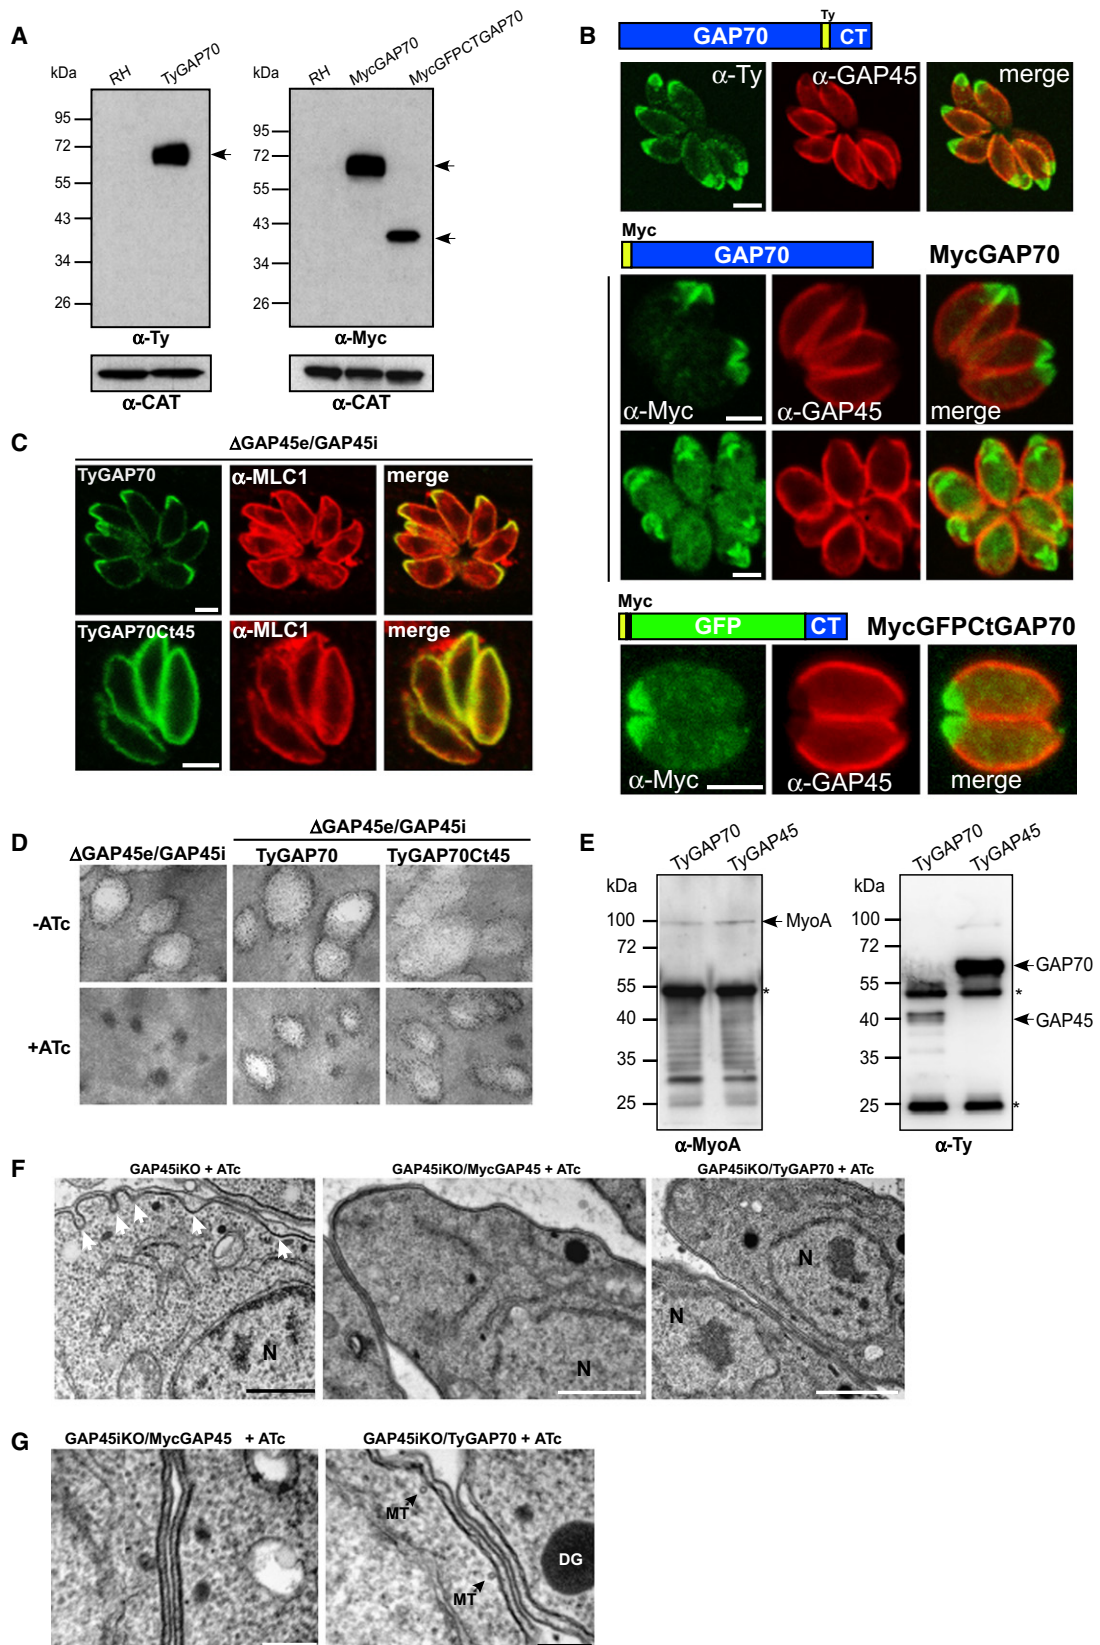 A
kDa
RH
TyGAP70
95
72
55
43
34
26
α-Ty
α-CAT
kDa
RH
MycGAP70
MycGFPCTGAP70
95
72
55
43
34
26
α-Myc
α-CAT
B
Ty
GAP70
CT
α-Ty
α-GAP45
merge
Myc
GAP70
MycGAP70
α-Myc
α-GAP45
merge
Myc
GFP
CT
MycGFPCtGAP70
α-Myc
α-GAP45
merge
C
ΔGAP45e/GAP45i
TyGAP70
α-MLC1
merge
TyGAP70Ct45
α-MLC1
merge
D
ΔGAP45e/GAP45i
ΔGAP45e/GAP45i
TyGAP70
TyGAP70Ct45
-ATc
+ATc
E
kDa
TyGAP70
TyGAP45
100
72
55
40
35
25
MyoA
*
α-MyoA
kDa
TyGAP70
TyGAP45
100
72
55
40
35
25
GAP70
*
GAP45
*
α-Ty
F
GAP45iKO + ATc
N
GAP45iKO/MycGAP45 + ATc
N
GAP45iKO/TyGAP70 + ATc
N
N
G
GAP45iKO/MycGAP45 + ATc
GAP45iKO/TyGAP70 + ATc
MT
MT
DG